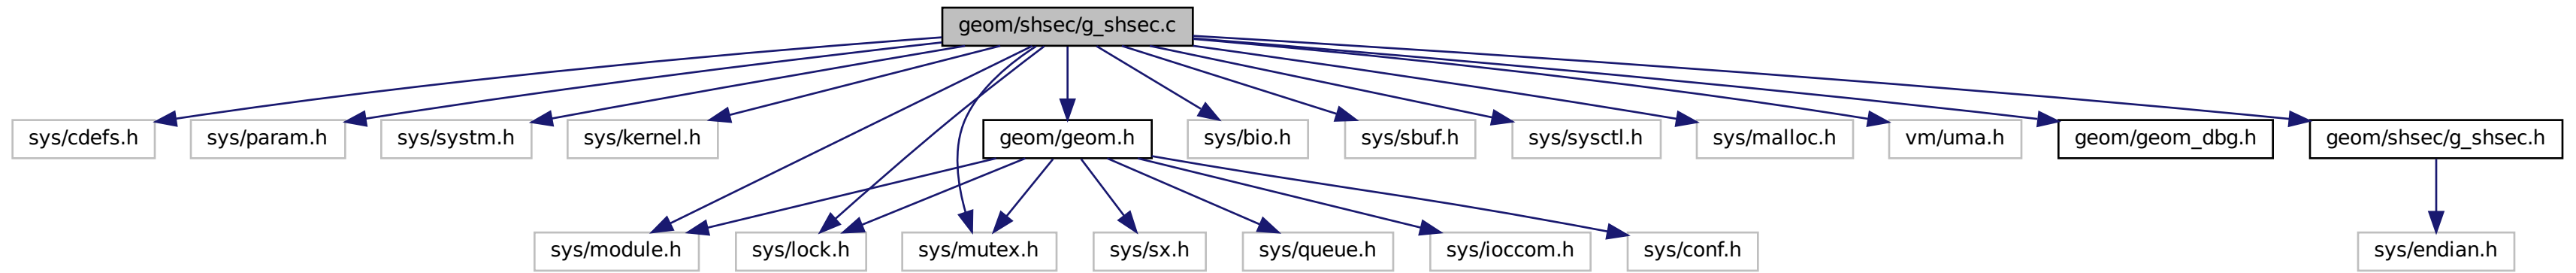 geom/shsec/g_shsec.c
sys/cdefs.h
sys/param.h
sys/systm.h
sys/kernel.h
geom/geom.h
sys/bio.h
sys/sbuf.h
sys/sysctl.h
sys/malloc.h
vm/uma.h
geom/geom_dbg.h
geom/shsec/g_shsec.h
sys/module.h
sys/lock.h
sys/mutex.h
sys/sx.h
sys/queue.h
sys/ioccom.h
sys/conf.h
sys/endian.h